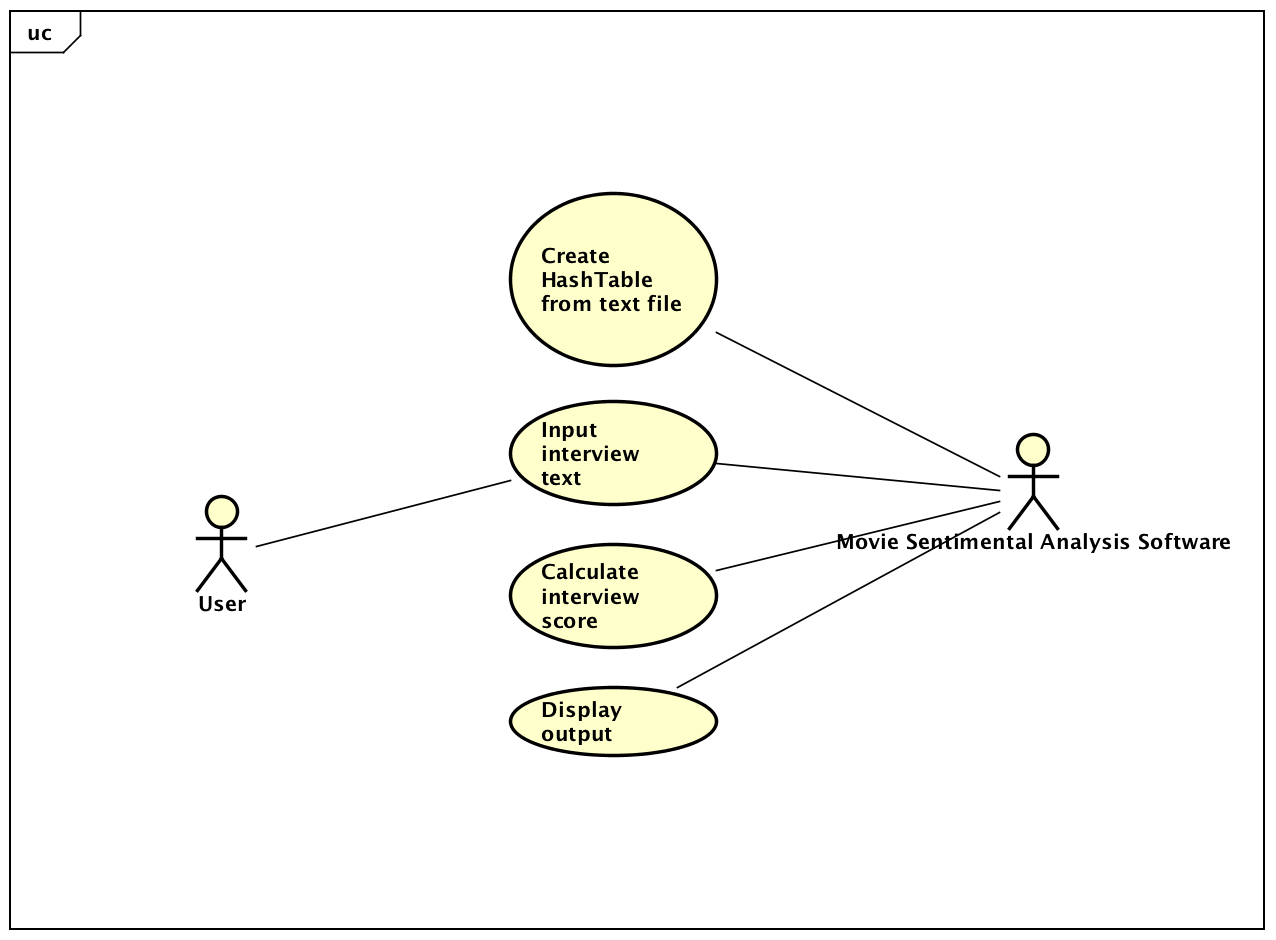 uc
Create
HashTable
from text file
Input
interview
text
User
Movie Sentimental Analysis Software
Calculate
interview
score
Display
output